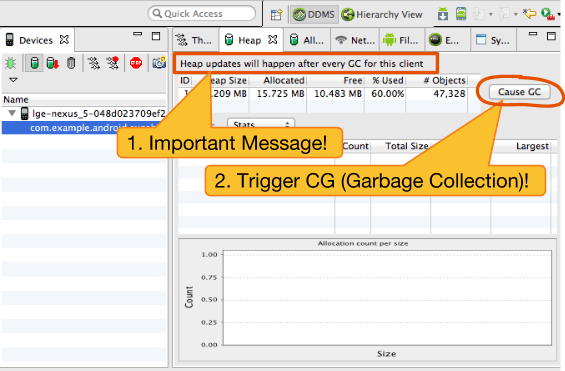 Quick Access
DDMS
Hierarchy View
Devices
Th...
Heap
All...
Net...
Fil...
E...
Sy...
Heap updates will happen after every GC for this client
ID
Heap Size
Allocated
Free
% Used
# Objects
.209 MB
15.725 MB
10.483 MB
60.00%
47,328
Cause GC
Name
lge-nexus_5-048d023709ef2
com.example.android.
Stats
1. Important Message!
Count
Total Size
Largest
2. Trigger CG (Garbage Collection)!
Allocation count per size
1.00
0.75
0.50
0.25
0.00
Count
Size